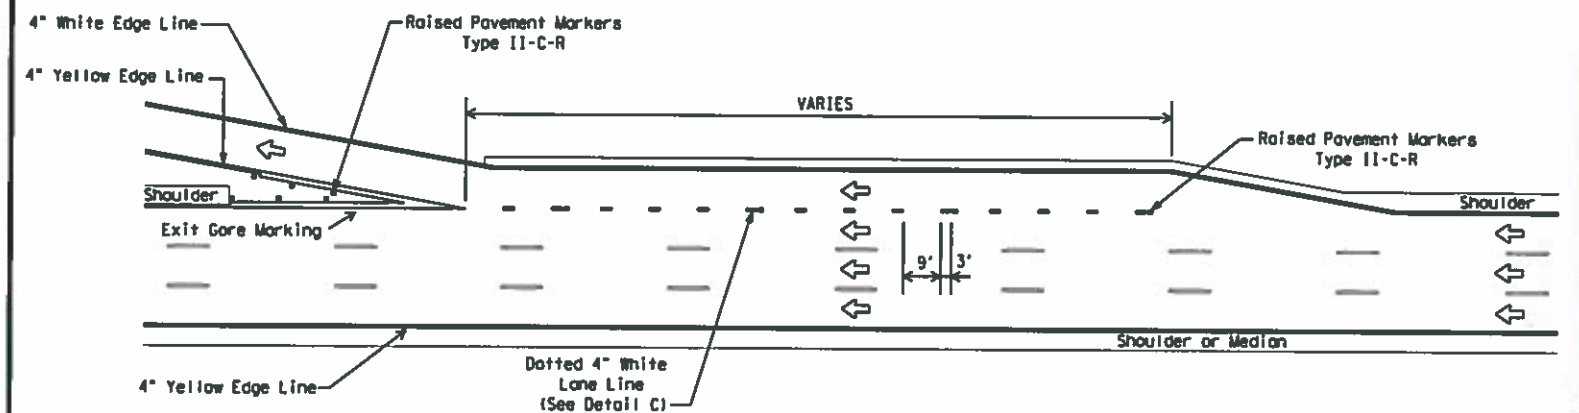 4" White Edge Line
Raised Pavement Markers
Type II-C-R
4" Yellow Edge Line
VARIES
Raised Pavement Markers
Type II-C-R
Shoulder
Shoulder
Exit Gore Marking
9'
3'
Shoulder or Median
4" Yellow Edge Line
Dotted 4" White
Lane Line
(See Detail C)